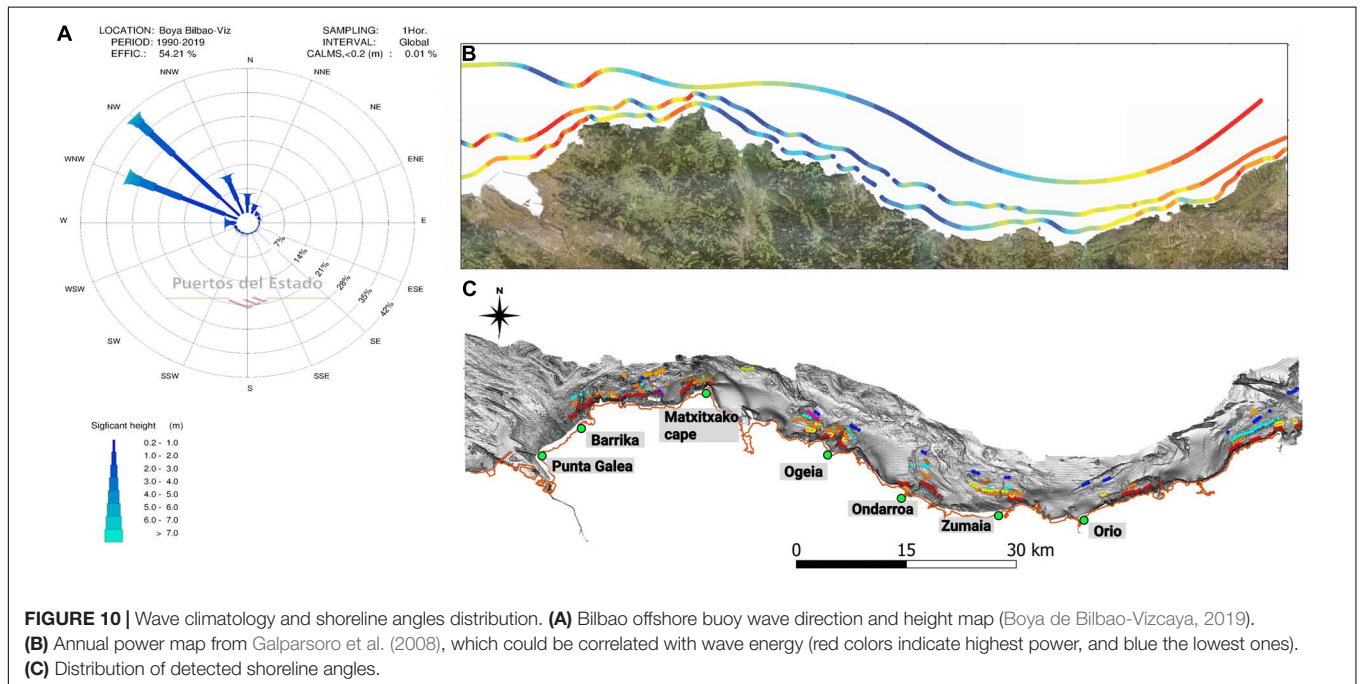 A
LOCATION: Boya Bilbao-Viz
PERIOD: 1990-2019
EFFIC.: 54.21 %
SAMPLING: 1Hor.
INTERVAL: Global
CALMS,<0.2 (m) : 0.01 %
N
NNW
NNE
NW
NE
WNW
ENE
W
E
WSW
ESE
SW
SE
SSW
SSE
S
7%
14%
21%
28%
35%
42%
Puertos del Estado
Sigficant height (m)
0.2 - 1.0
1.0 - 2.0
2.0 - 3.0
3.0 - 4.0
4.0 - 5.0
5.0 - 6.0
6.0 - 7.0
> 7.0
B
C
N
Matxitxako
cape
Barrika
Punta Galea
Ogeia
Ondarroa
Zumaia
Orio
0 15 30 km
FIGURE 10 | Wave climatology and shoreline angles distribution. (A) Bilbao offshore buoy wave direction and height map (Boya de Bilbao-Vizcaya, 2019).
(B) Annual power map from Galparsoro et al. (2008), which could be correlated with wave energy (red colors indicate highest power, and blue the lowest ones).
(C) Distribution of detected shoreline angles.